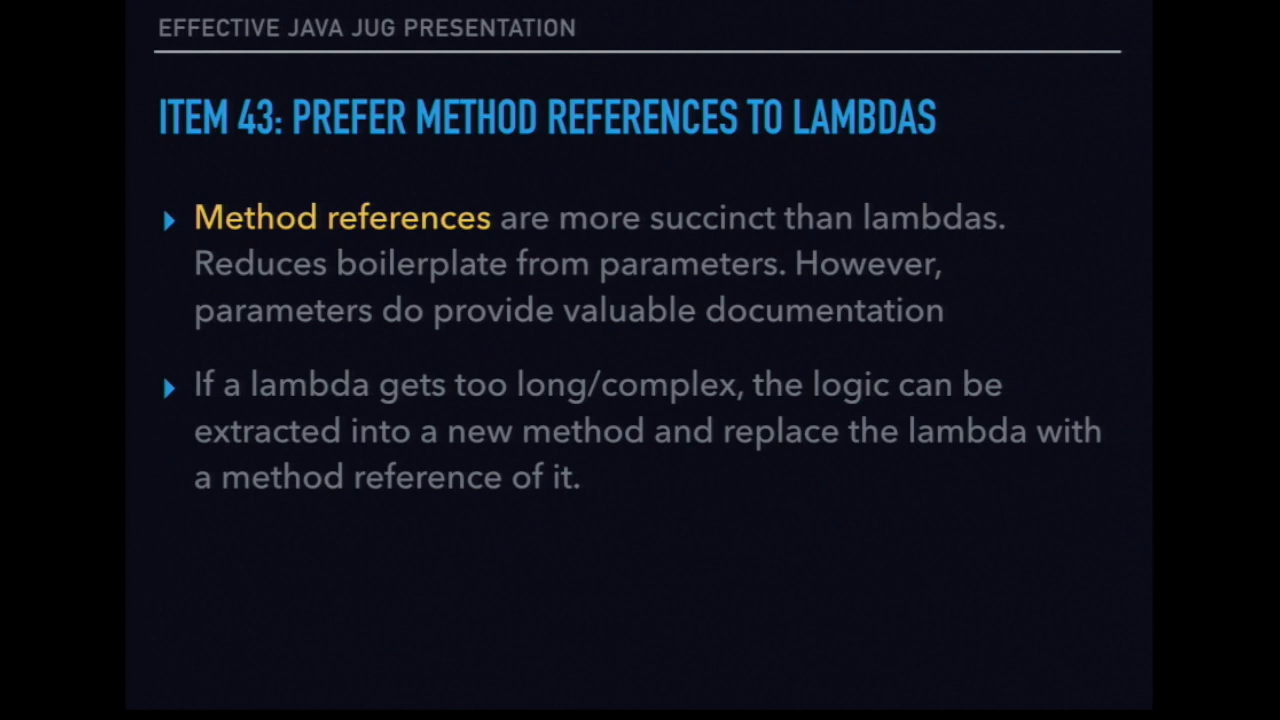 EFFECTIVE JAVA JUG PRESENTATION
ITEM 43: PREFER METHOD REFERENCES TO LAMBDAS
Method references are more succinct than lambdas.
Reduces boilerplate from parameters. However,
parameters do provide valuable documentation
If a lambda gets too long/complex, the logic can be
extracted into a new method and replace the lambda with
a method reference of it.